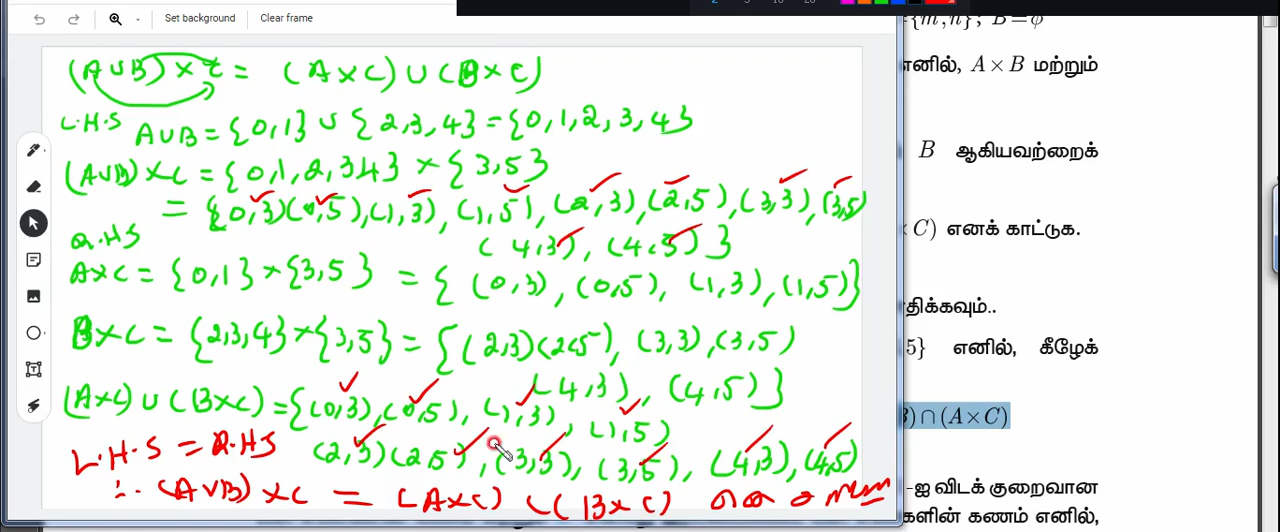 Set background
Clear frame
={m,n}; B=ϕ
எனில், A×B மற்றும்
B ஆகியவற்றைக்
×C) எனக் காட்டுக.
5} எனில், கீழேக்
B)∩(A×C)
-ஐ விடக் குறைவான
(A∪B)×C = (A×C)∪(B×C)
L.H.S A∪B = {0,1} ∪ {2,3,4} = {0,1,2,3,4}
(A∪B)×C = {0,1,2,3,4} × {3,5}
= {0,3)(0,5),(1,3),(1,5),(2,3),(2,5),(3,3),(3,5)
(4,3), (4,5)}
R.H.S
A×C = {0,1}×{3,5} = { (0,3), (0,5), (1,3),(1,5)}
B×C = {2,3,4}×{3,5} = {(2,3)(2,5), (3,3),(3,5)
(4,3), (4,5)}
(A×C)∪(B×C) = {(0,3),(0,5), (1,3), (1,5)
(2,3)(2,5), (3,3), (3,5), (4,3),(4,5)
L.H.S = R.H.S
∴ (A∪B)×C = (A×C) ∪(B×C)